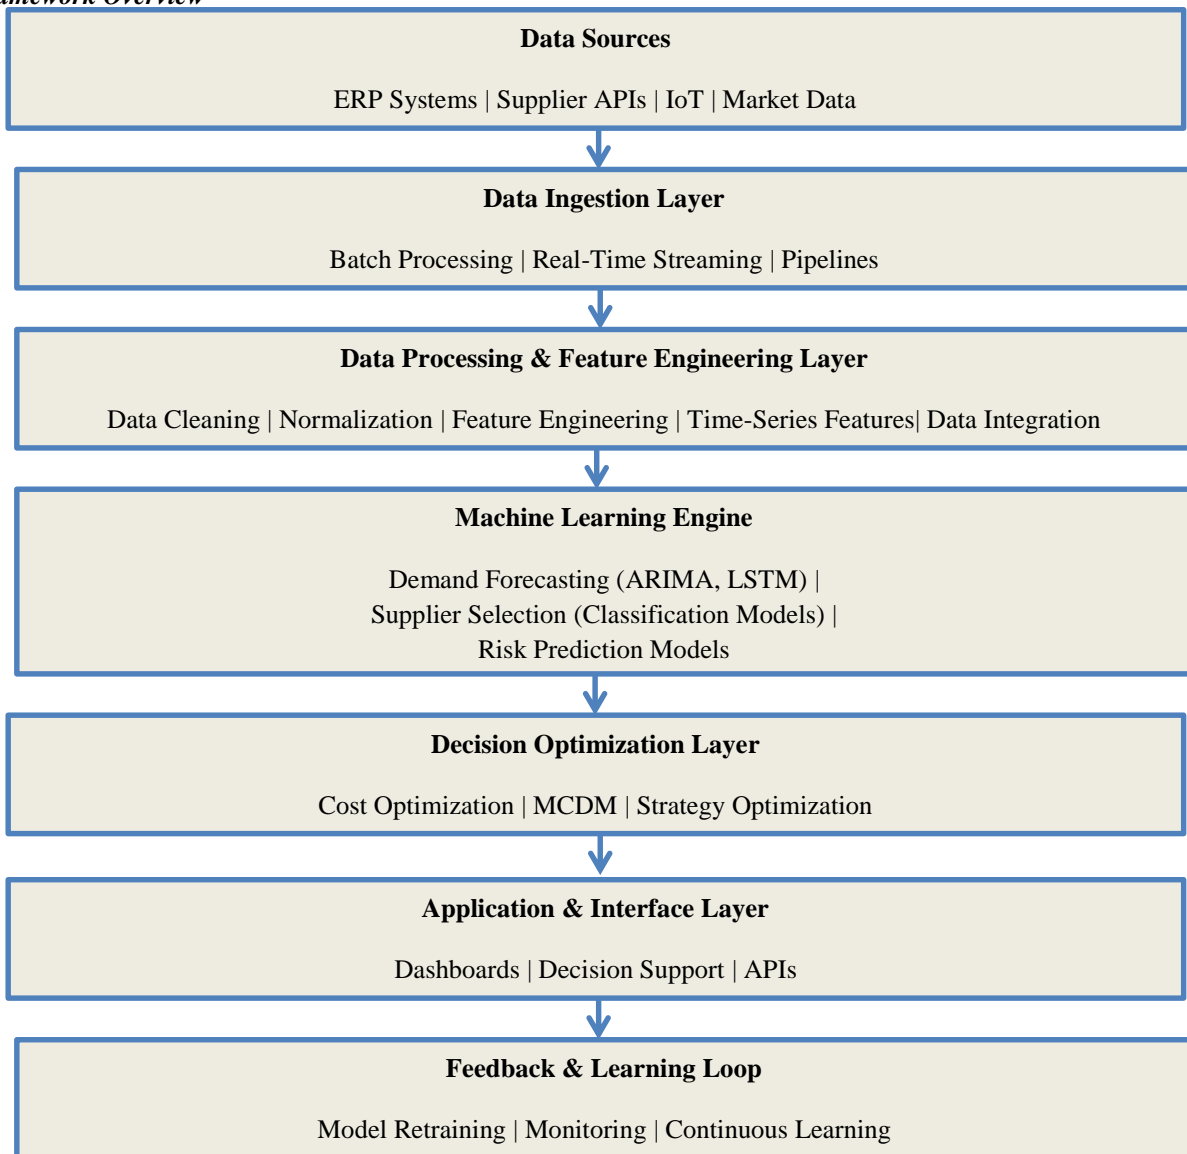 Overview
Data Sources
ERP Systems | Supplier APIs | IoT | Market Data
Data Ingestion Layer
Batch Processing | Real-Time Streaming | Pipelines
Data Processing & Feature Engineering Layer
Data Cleaning | Normalization | Feature Engineering | Time-Series Features| Data Integration
Machine Learning Engine
Demand Forecasting (ARIMA, LSTM) |
Supplier Selection (Classification Models) |
Risk Prediction Models
Decision Optimization Layer
Cost Optimization | MCDM | Strategy Optimization
Application & Interface Layer
Dashboards | Decision Support | APIs
Feedback & Learning Loop
Model Retraining | Monitoring | Continuous Learning